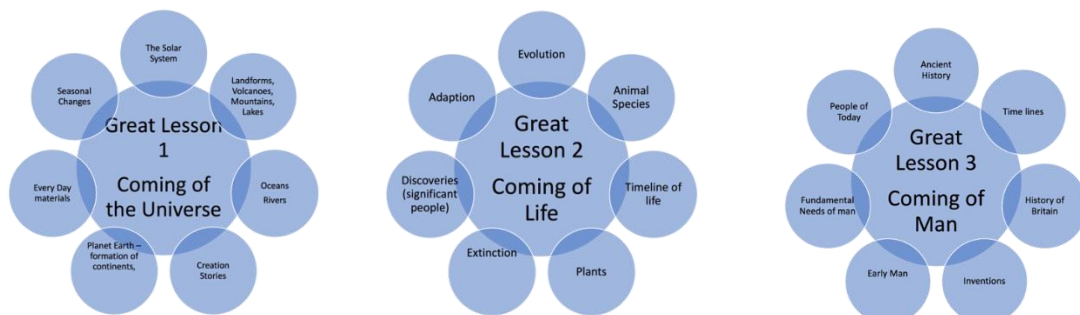 The Solar
System
Landforms,
Volcanoes,
Mountains,
Lakes
Oceans
Rivers
Creation
Stories
Planet Earth –
formation of
continents,
Every Day
materials
Seasonal
Changes
Great Lesson
1
Coming of
the Universe
Evolution
Animal
Species
Timeline of
life
Plants
Extinction
Discoveries
(significant
people)
Adaption
Great
Lesson 2
Coming of
Life
Ancient
History
Time lines
History of
Britain
Inventions
Early Man
Fundamental
Needs of man
People of
Today
Great
Lesson 3
Coming of
Man